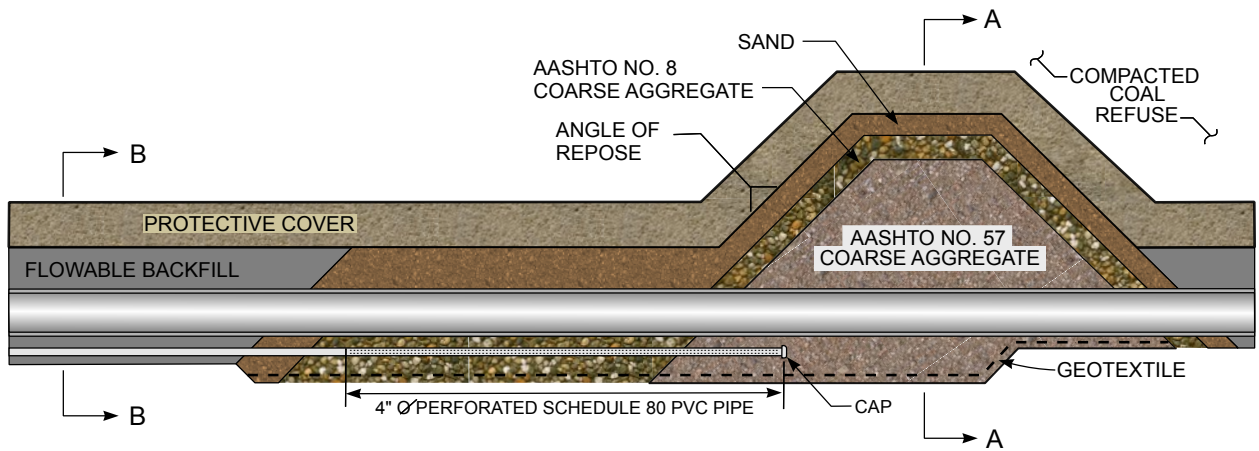 A
SAND
AASHTO NO. 8
COARSE AGGREGATE
COMPACTED
COAL
REFUSE
ANGLE OF
REPOSE
B
PROTECTIVE COVER
AASHTO NO. 57
COARSE AGGREGATE
FLOWABLE BACKFILL
GEOTEXTILE
B
4" Ø PERFORATED SCHEDULE 80 PVC PIPE
CAP
A